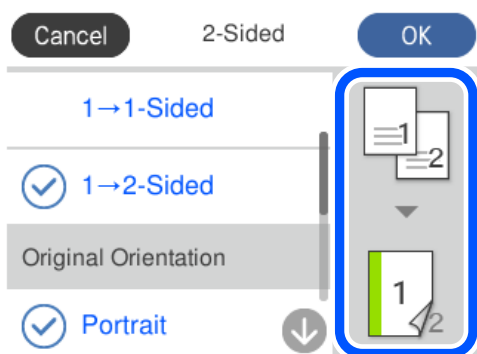 Cancel 2-Sided OK
1→1-Sided
1→2-Sided
Original Orientation
Portrait
1
2
1
2